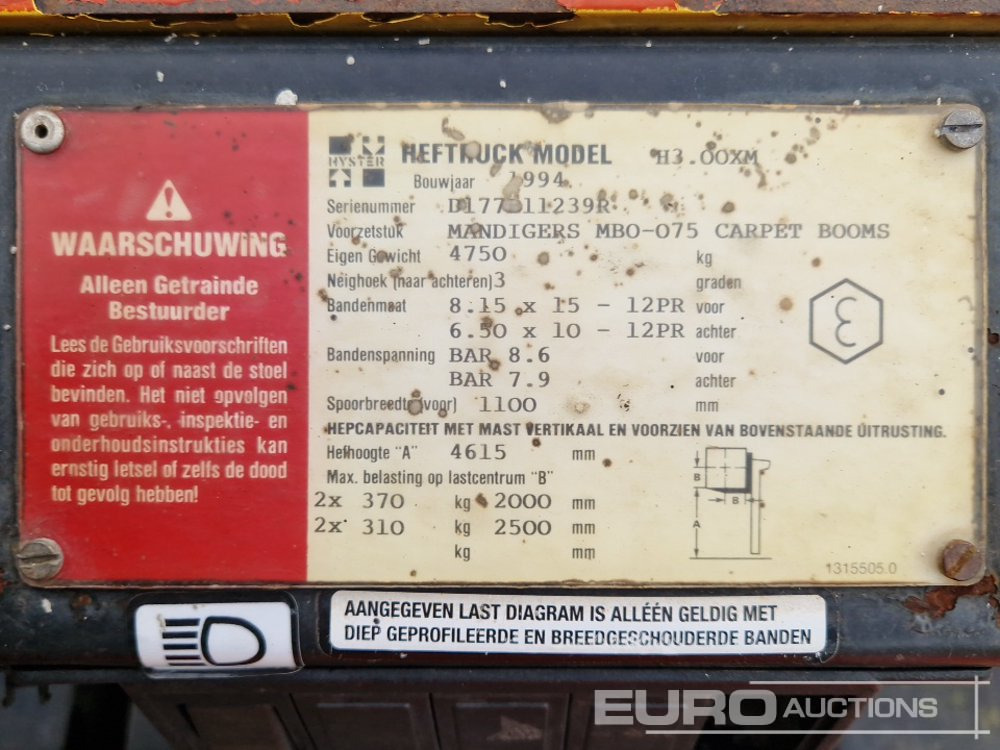 WAARSCHUWING
Alleen Getrainde
Bestuurder
Lees de Gebruiksvoorschriften
die zich op of naast de stoel
bevinden. Het niet opvolgen
van gebruiks-, inspektie- en
onderhoudsinstrukties kan
ernstig letsel of zelfs de dood
tot gevolg hebben!
HYSTER
HEFTRUCK MODEL H3.00XM
Bouwjaar 1994
Serienummer
Voorzetstuk MANDIGERS MBO-075 CARPET BOOMS
Eigen Gewicht 4750 kg
Neighoek (naar achteren) 3 graden
Bandenmaat 8.15 x 15 - 12PR voor
6.50 x 10 - 12PR achter
Bandenspanning BAR 8.6 voor
BAR 7.9 achter
Spoorbreedte (voor) 1100 mm
HEPCAPACITEIT MET MAST VERTIKAAL EN VOORZIEN VAN BOVENSTAANDE UITRUSTING.
Hefhoogte "A" 4615 mm
Max. belasting op lastcentrum "B"
2x 370 kg 2000 mm
2x 310 kg 2500 mm
kg mm
B
B
A
1315505.0
AANGEGEVEN LAST DIAGRAM IS ALLÉÉN GELDIG MET
DIEP GEPROFILEERDE EN BREEDGESCHOUDERDE BANDEN
EURO AUCTIONS